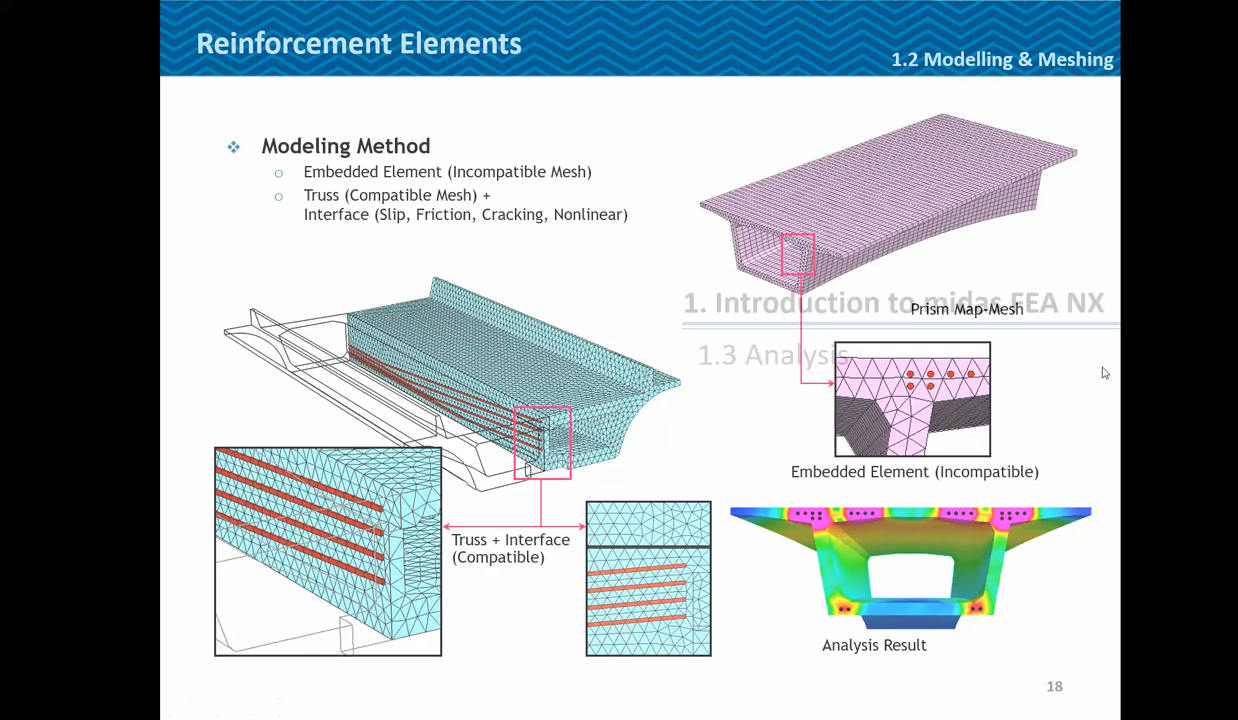 Reinforcement Elements
1.2 Modelling & Meshing
Modeling Method
Embedded Element (Incompatible Mesh)
Truss (Compatible Mesh) +
Interface (Slip, Friction, Cracking, Nonlinear)
1. Introduction to midas FEA NX
Prism Map-Mesh
1.3 Analysis
Embedded Element (Incompatible)
Truss + Interface
(Compatible)
Analysis Result
18